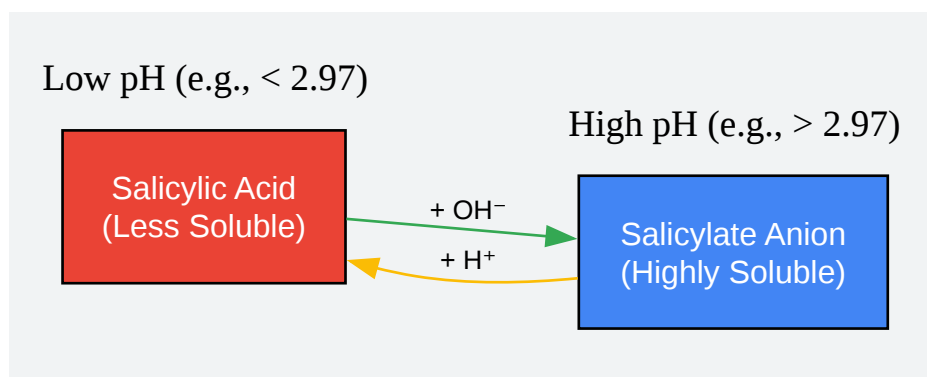 Low pH (e.g., < 2.97)
High pH (e.g., > 2.97)
Salicylic Acid
(Less Soluble)
+ OH⁻
+ H⁺
Salicylate Anion
(Highly Soluble)